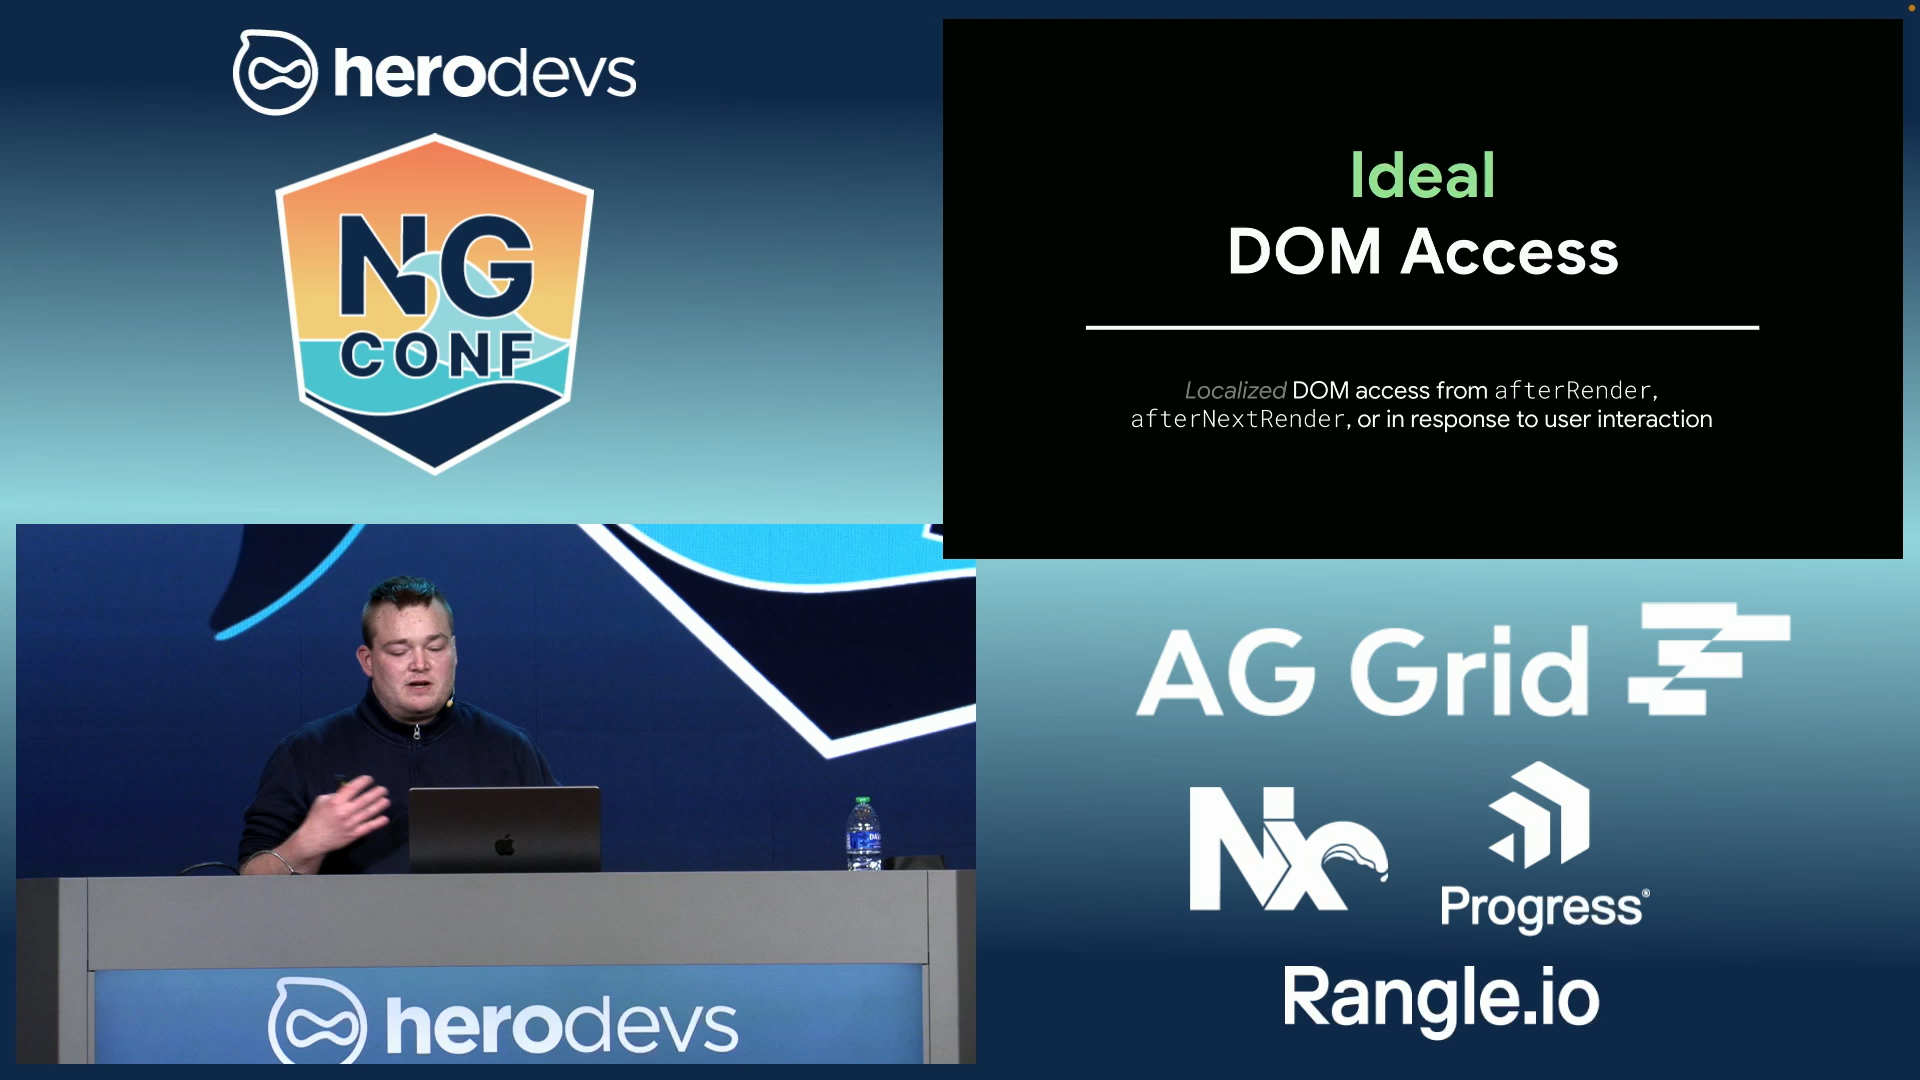 herodevs
NG
CONF
Ideal
DOM Access
Localized DOM access from afterRender,
afterNextRender, or in response to user interaction
AG Grid
Nx
Progress®
Rangle.io
herodevs